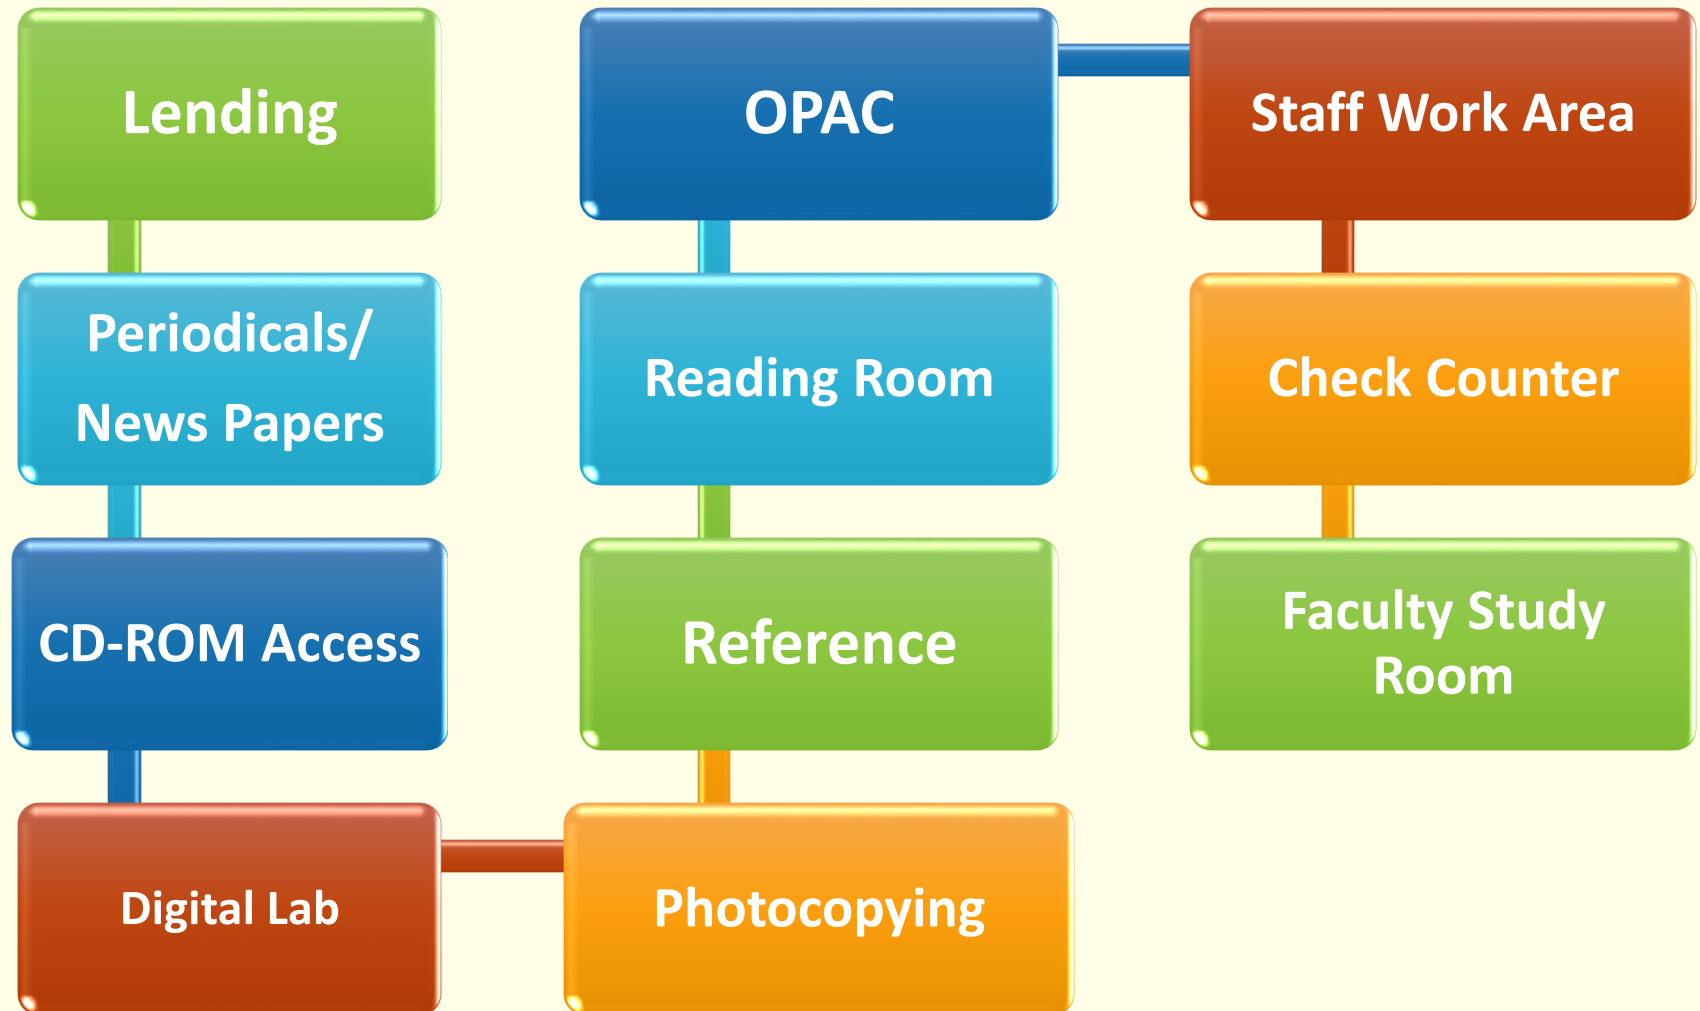 Lending
Periodicals/
News Papers
CD-ROM Access
Digital Lab
Photocopying
Reference
Reading Room
OPAC
Staff Work Area
Check Counter
Faculty Study
Room